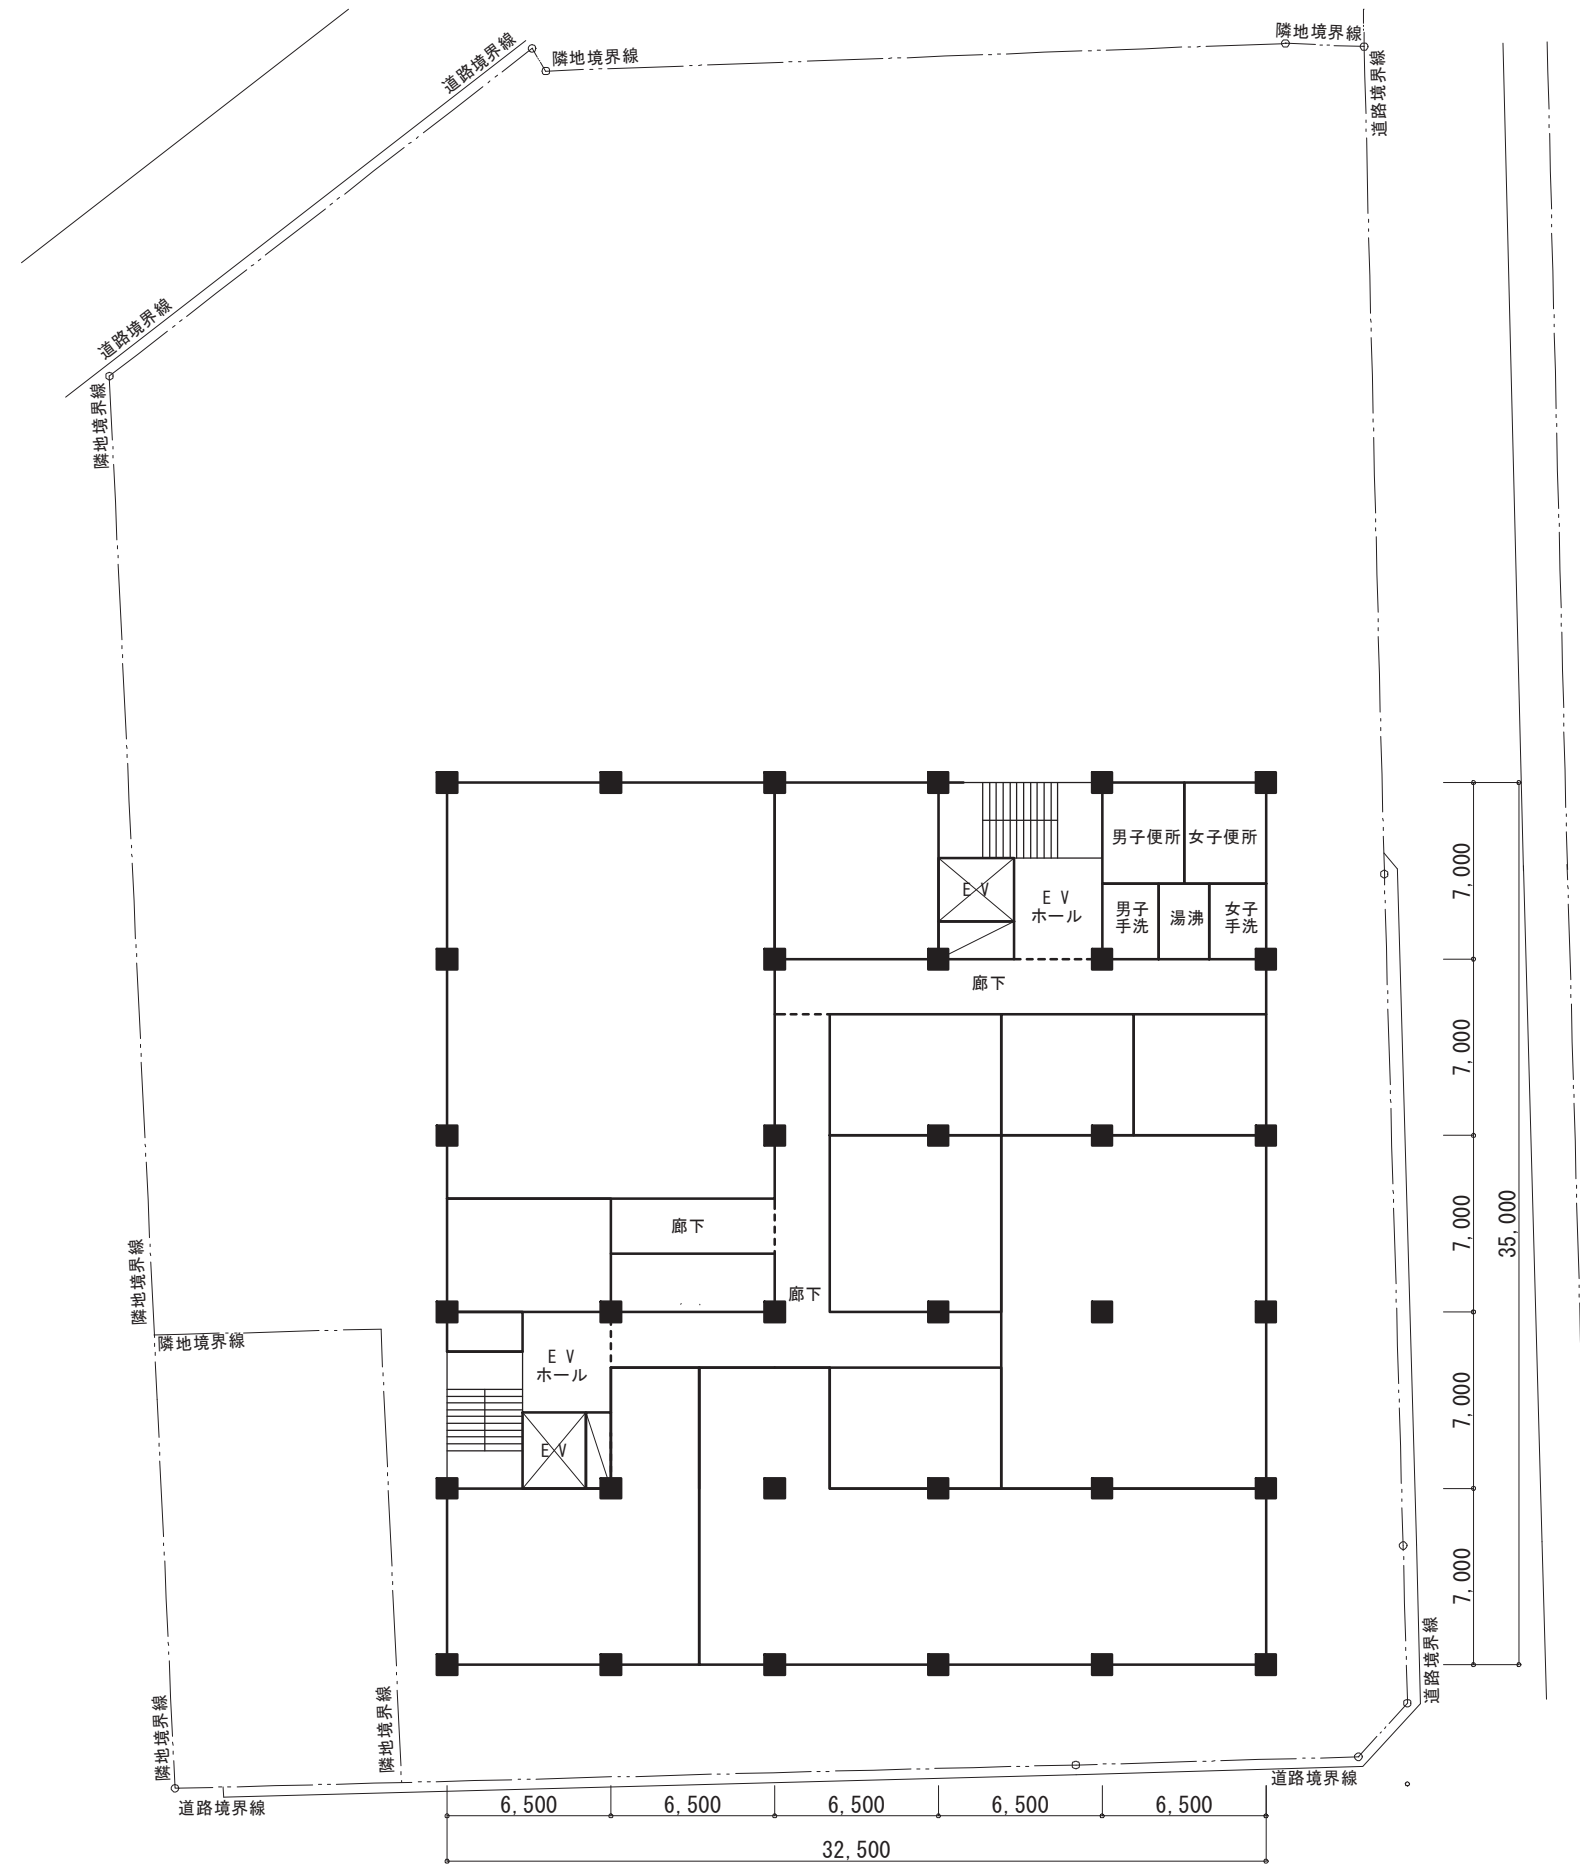 隣地境界線
道路境界線
隣地境界線
道路境界線
道路境界線
隣地境界線
男子便所
女子便所
7,000
ＥＶ
ＥＶ
ホール
男子
手洗
湯沸
女子
手洗
廊下
7,000
廊下
7,000
35,000
隣地境界線
廊下
隣地境界線
ＥＶ
ホール
7,000
ＥＶ
7,000
道路境界線
隣地境界線
隣地境界線
道路境界線
道路境界線
6,500
6,500
6,500
6,500
6,500
32,500